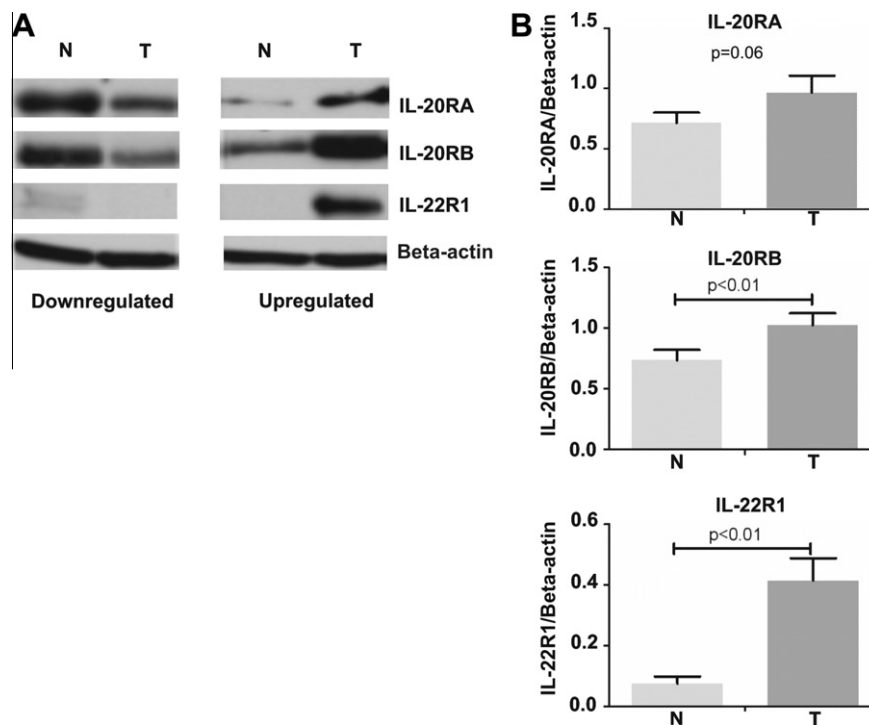 A
N T N T
IL-20RA
IL-20RB
IL-22R1
Beta-actin
Downregulated Upregulated
B
IL-20RA
p=0.06
IL-20RA/Beta-actin
1.5
1.0
0.5
0.0
N T
IL-20RB
p<0.01
IL-20RB/Beta-actin
1.5
1.0
0.5
0.0
N T
IL-22R1
p<0.01
IL-22R1/Beta-actin
0.6
0.4
0.2
0.0
N T